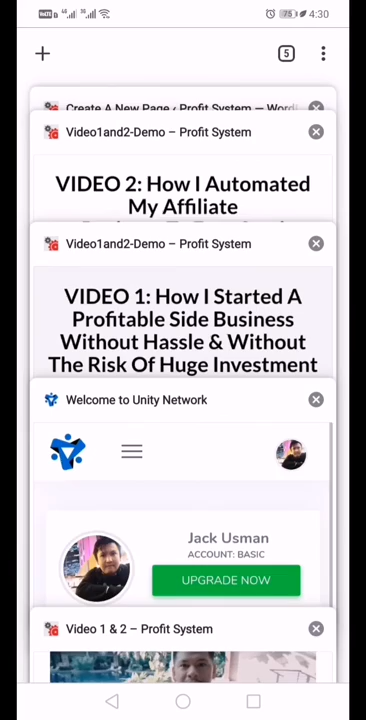 75
4:30
5
Create A New Page ‹ Profit System — Word
Video1and2-Demo – Profit System
VIDEO 2: How I Automated
My Affiliate
Video1and2-Demo – Profit System
VIDEO 1: How I Started A
Profitable Side Business
Without Hassle & Without
The Risk Of Huge Investment
Welcome to Unity Network
Jack Usman
ACCOUNT: BASIC
UPGRADE NOW
Video 1 & 2 – Profit System